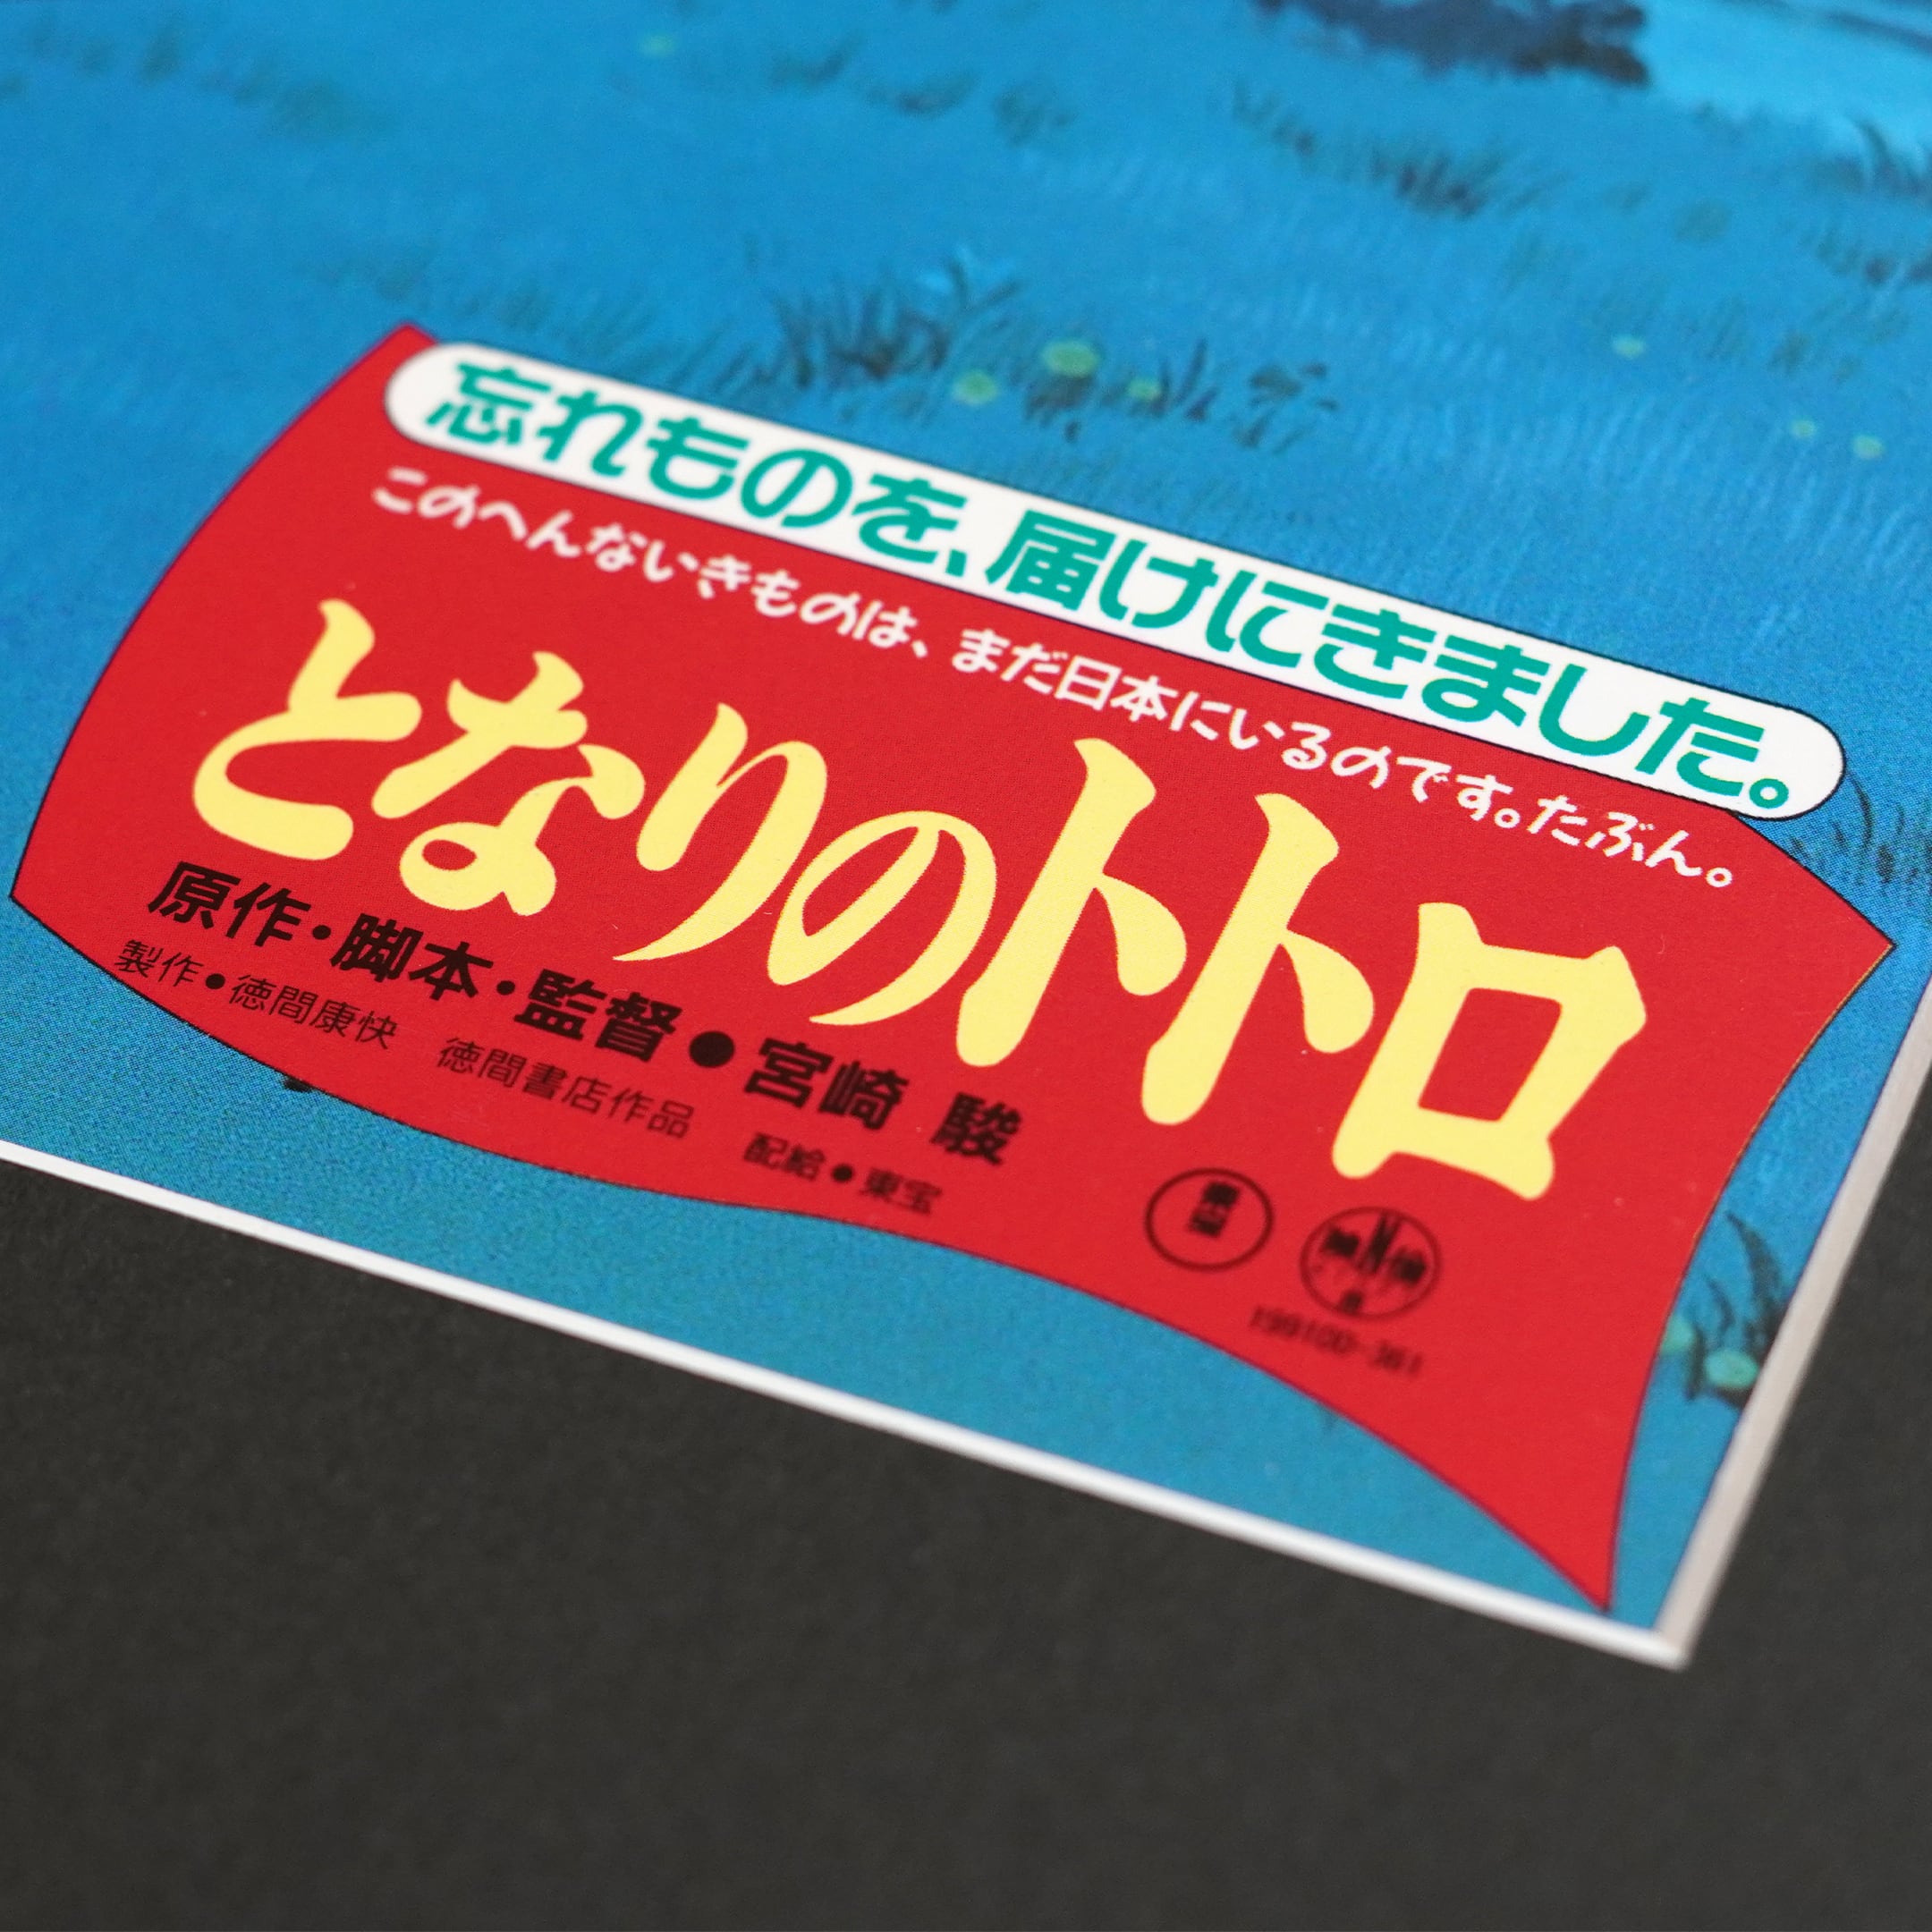 忘れものを、届けにきました。
このへんないきものは、まだ日本にいるのです。たぶん。
となりのトトロ
原作・脚本・監督●宮崎 駿
製作●徳間康快 徳間書店作品 配給●東宝
東宝